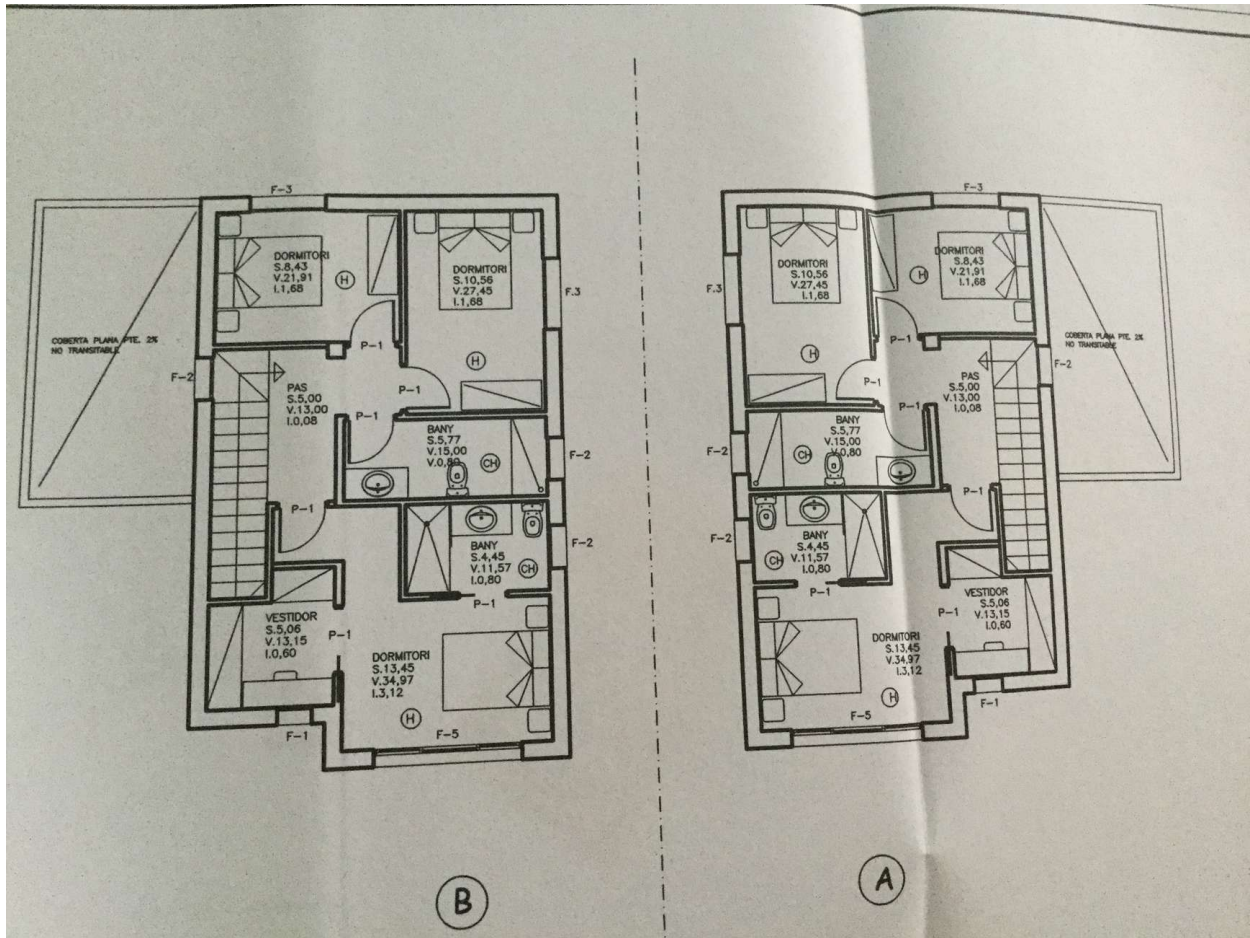 F-3
DORMITORI
S.8,43
V.21,91
I.1,68
H
DORMITORI
S.10,56
V.27,45
I.1,68
H
F.3
COBERTA PLANA PTE. 2%
NO TRANSITABLE
F-2
P-1
PAS
S.5,00
V.13,00
I.0,08
P-1
P-1
BANY
S.5,77
V.15,00
V.0,80
CH
F-2
P-1
BANY
S.4,45
V.11,57
I.0,80
CH
F-2
P-1
VESTIDOR
S.5,06
V.13,15
I.0,60
P-1
DORMITORI
S.13,45
V.34,97
I.3,12
H
F-1
F-5
B
F-3
DORMITORI
S.10,56
V.27,45
I.1,68
H
DORMITORI
S.8,43
V.21,91
I.1,68
H
F.3
COBERTA PLANA PTE. 2%
NO TRANSITABLE
F-2
P-1
P-1
PAS
S.5,00
V.13,00
I.0,08
P-1
BANY
S.5,77
V.15,00
V.0,80
CH
F-2
P-1
BANY
S.4,45
V.11,57
I.0,80
CH
F-2
P-1
VESTIDOR
S.5,06
V.13,15
I.0,60
P-1
DORMITORI
S.13,45
V.34,97
I.3,12
H
F-5
F-1
A